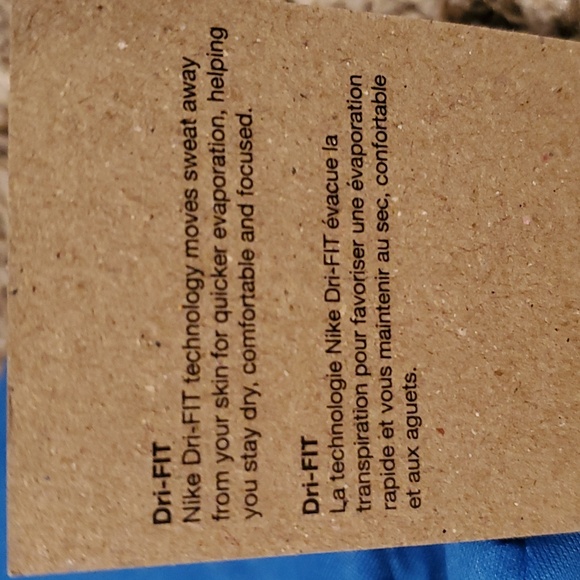 Dri-FIT
Nike Dri-FIT technology moves sweat away
from your skin for quicker evaporation, helping
you stay dry, comfortable and focused.
Dri-FIT
La technologie Nike Dri-FIT évacue la
transpiration pour favoriser une évaporation
rapide et vous maintenir au sec, confortable
et aux aguets.